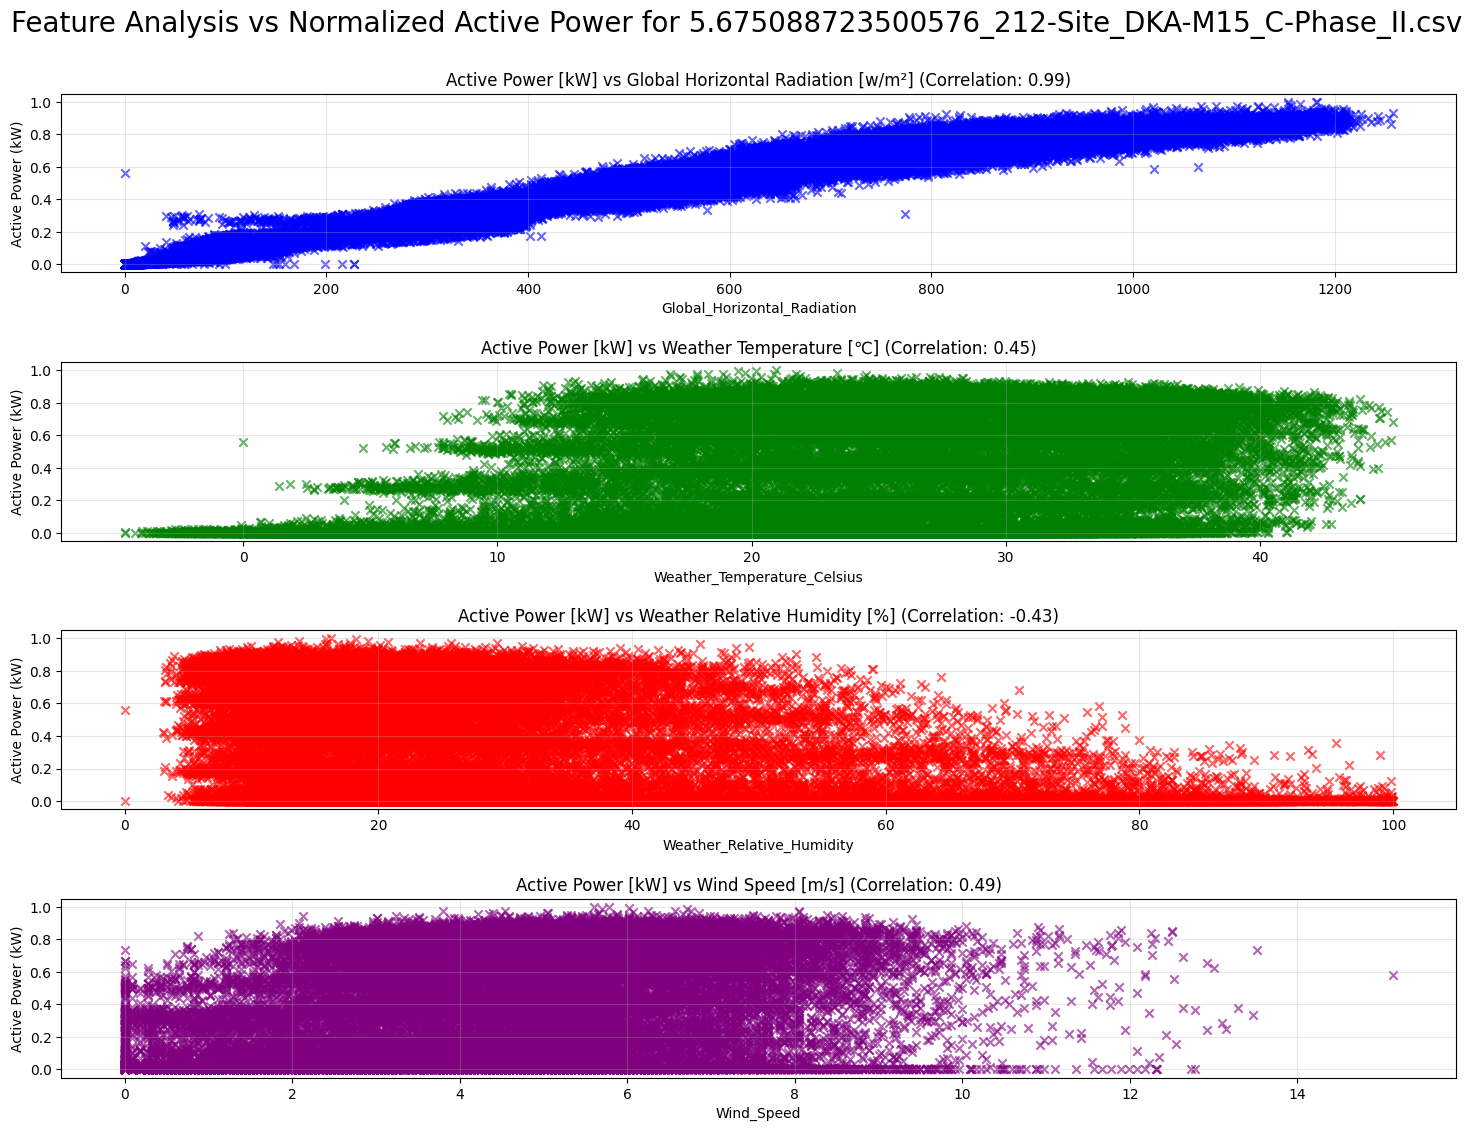 Feature Analysis vs Normalized Active Power for 5.675088723500576_212-Site_DKA-M15_C-Phase_II.csv
Active Power [kW] vs Global Horizontal Radiation [w/m²] (Correlation: 0.99)
Active Power (kW)
1.0
0.8
0.6
0.4
0.2
0.0
0 200 400 600 800 1000 1200
Global_Horizontal_Radiation
Active Power [kW] vs Weather Temperature [℃] (Correlation: 0.45)
Active Power (kW)
1.0
0.8
0.6
0.4
0.2
0.0
0 10 20 30 40
Weather_Temperature_Celsius
Active Power [kW] vs Weather Relative Humidity [%] (Correlation: -0.43)
Active Power (kW)
1.0
0.8
0.6
0.4
0.2
0.0
0 20 40 60 80 100
Weather_Relative_Humidity
Active Power [kW] vs Wind Speed [m/s] (Correlation: 0.49)
Active Power (kW)
1.0
0.8
0.6
0.4
0.2
0.0
0 2 4 6 8 10 12 14
Wind_Speed